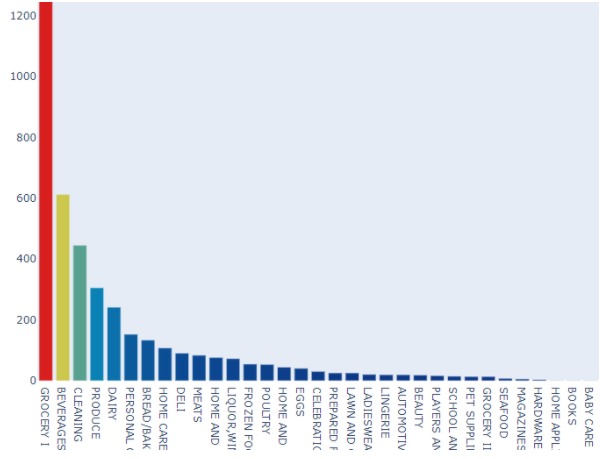 1200
1000
800
600
400
200
0
GROCERY I
BEVERAGES
CLEANING
PRODUCE
DAIRY
PERSONAL C
BREAD/BAK
HOME CARE
DELI
MEATS
HOME AND
LIQUOR,WIN
FROZEN FOO
POULTRY
HOME AND
EGGS
CELEBRATIO
PREPARED F
LAWN AND G
LADIESWEA
LINGERIE
AUTOMOTIV
BEAUTY
PLAYERS AN
SCHOOL AN
PET SUPPLI
GROCERY II
SEAFOOD
MAGAZINES
HARDWARE
HOME APPL
BOOKS
BABY CARE